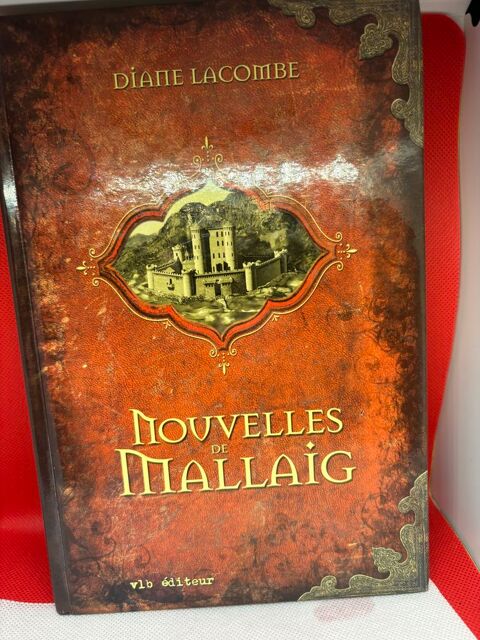 DIANE LACOMBE
NOUVELLES
DE
MALLAIG
vlb éditeur